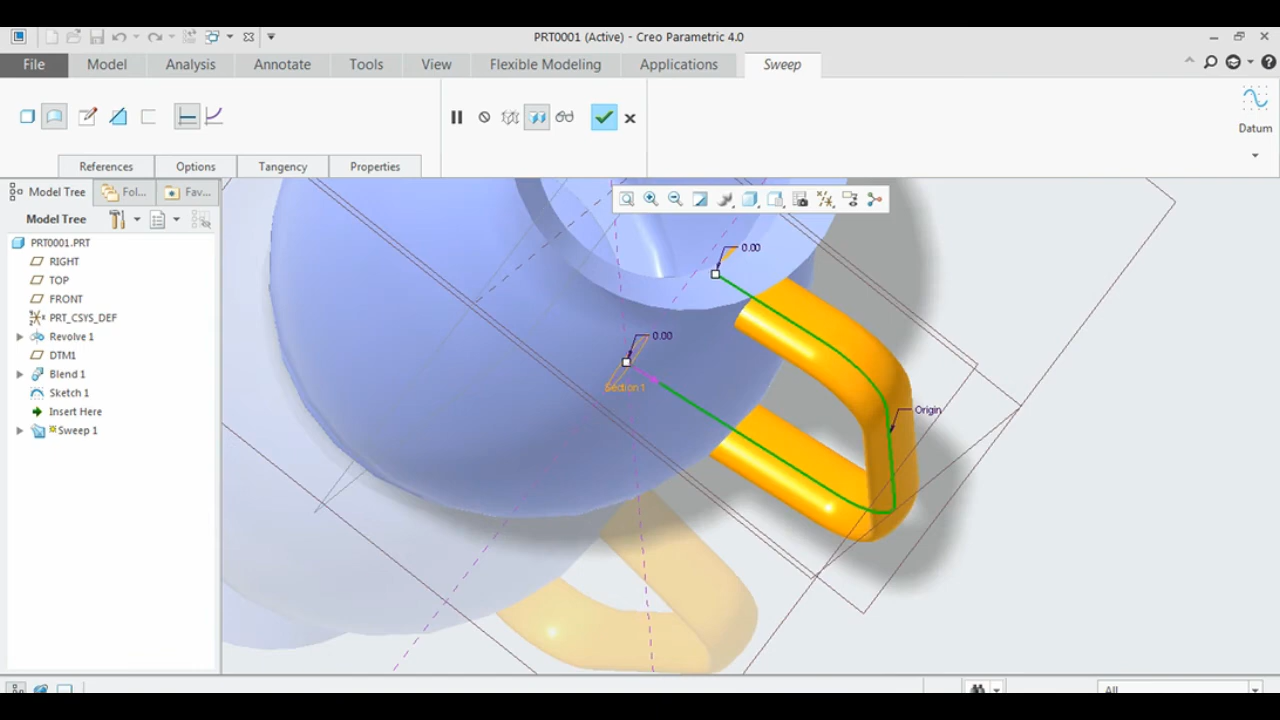 PRT0001 (Active) - Creo Parametric 4.0
File Model Analysis Annotate Tools View Flexible Modeling Applications Sweep
Datum
References Options Tangency Properties
Model Tree Fol... Fav...
Model Tree
PRT0001.PRT
RIGHT
TOP
FRONT
PRT_CSYS_DEF
Revolve 1
DTM1
Blend 1
Sketch 1
Insert Here
Sweep 1
0.00
0.00
Section 1
Origin
All